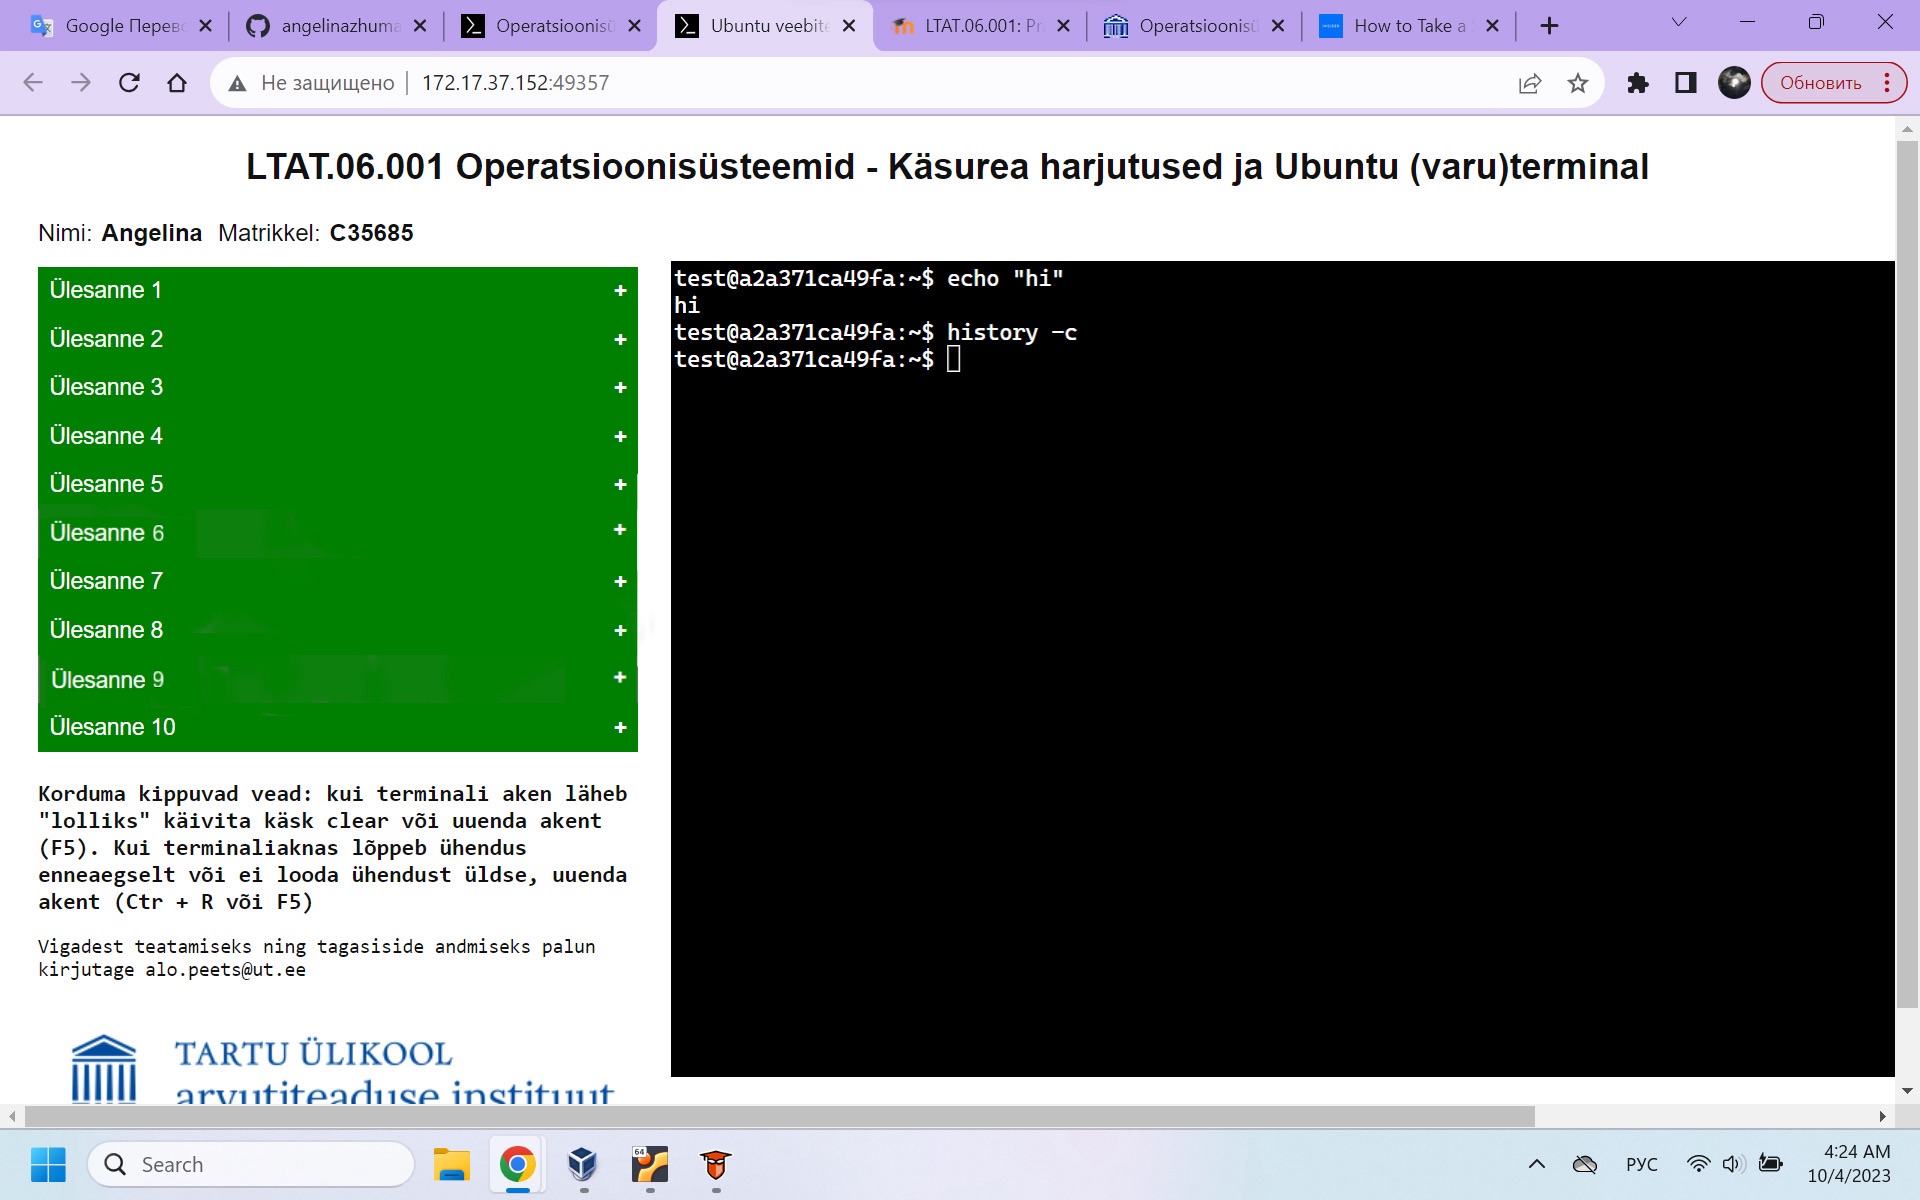 Google Перев
angelinazhuma
Operatsioonisü
Ubuntu veebite
LTAT.06.001: Pr
Operatsioonisü
How to Take a
Не защищено
172.17.37.152:49357
Обновить
LTAT.06.001 Operatsioonisüsteemid - Käsurea harjutused ja Ubuntu (varu)terminal
Nimi: Angelina Matrikkel: C35685
Ülesanne 1 +
Ülesanne 2 +
Ülesanne 3 +
Ülesanne 4 +
Ülesanne 5 +
Ülesanne 6 +
Ülesanne 7 +
Ülesanne 8 +
Ülesanne 9 +
Ülesanne 10 +
Korduma kippuvad vead: kui terminali aken läheb
"lolliks" käivita käsk clear või uuenda akent
(F5). Kui terminaliaknas lõppeb ühendus
enneaegselt või ei looda ühendust üldse, uuenda
akent (Ctr + R või F5)
Vigadest teatamiseks ning tagasiside andmiseks palun
kirjutage alo.peets@ut.ee
TARTU ÜLIKOOL
arvutiteaduse instituut
test@a2a371ca49fa:~$ echo "hi"
hi
test@a2a371ca49fa:~$ history -c
test@a2a371ca49fa:~$
Search
64
РУС
4:24 AM
10/4/2023